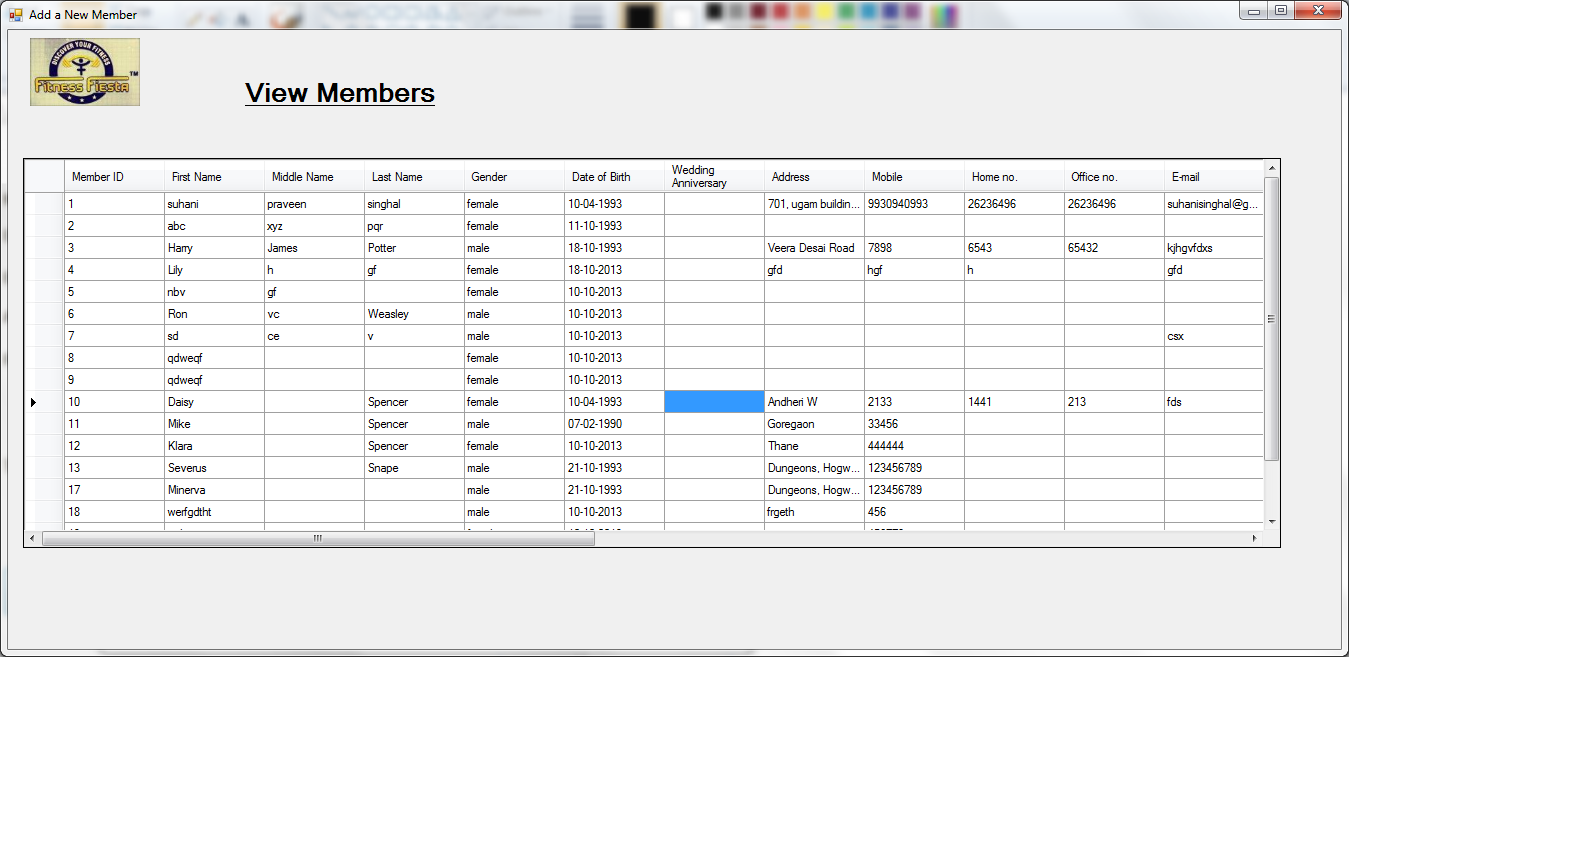 Add a New Member
DISCOVER YOUR FITNESS
Fitness Fiesta TM
View Members
Member ID First Name Middle Name Last Name Gender Date of Birth Wedding Anniversary Address Mobile Home no. Office no. E-mail
1 suhani praveen singhal female 10-04-1993 701, ugam buildin... 9930940993 26236496 26236496 suhanisinghal@g...
2 abc xyz pqr female 11-10-1993
3 Harry James Potter male 18-10-1993 Veera Desai Road 7898 6543 65432 kjhgvfdxs
4 Lily h gf female 18-10-2013 gfd hgf h gfd
5 nbv gf female 10-10-2013
6 Ron vc Weasley male 10-10-2013
7 sd ce v male 10-10-2013 csx
8 qdweqf female 10-10-2013
9 qdweqf female 10-10-2013
10 Daisy Spencer female 10-04-1993 Andheri W 2133 1441 213 fds
11 Mike Spencer male 07-02-1990 Goregaon 33456
12 Klara Spencer female 10-10-2013 Thane 444444
13 Severus Snape male 21-10-1993 Dungeons, Hogw... 123456789
17 Minerva male 21-10-1993 Dungeons, Hogw... 123456789
18 werfgdtht male 10-10-2013 frgeth 456